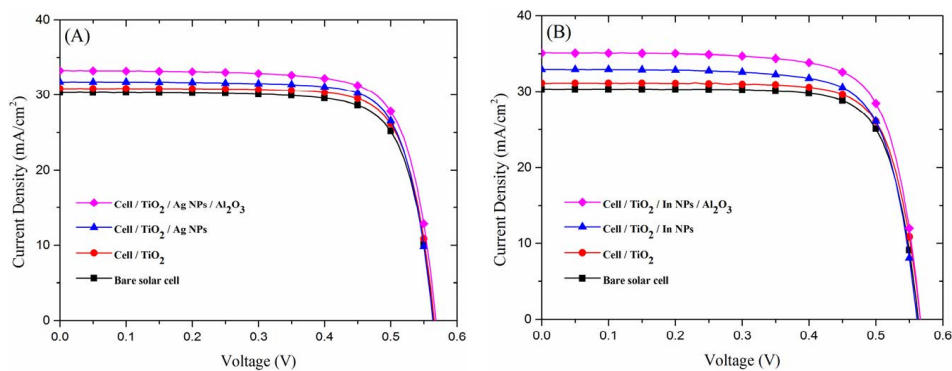 (A)
Current Density (mA/cm²)
40
30
20
10
0
Cell / TiO₂ / Ag NPs / Al₂O₃
Cell / TiO₂ / Ag NPs
Cell / TiO₂
Bare solar cell
0.0 0.1 0.2 0.3 0.4 0.5 0.6
Voltage (V)
(B)
Current Density (mA/cm²)
40
30
20
10
0
Cell / TiO₂ / In NPs / Al₂O₃
Cell / TiO₂ / In NPs
Cell / TiO₂
Bare solar cell
0.0 0.1 0.2 0.3 0.4 0.5 0.6
Voltage (V)